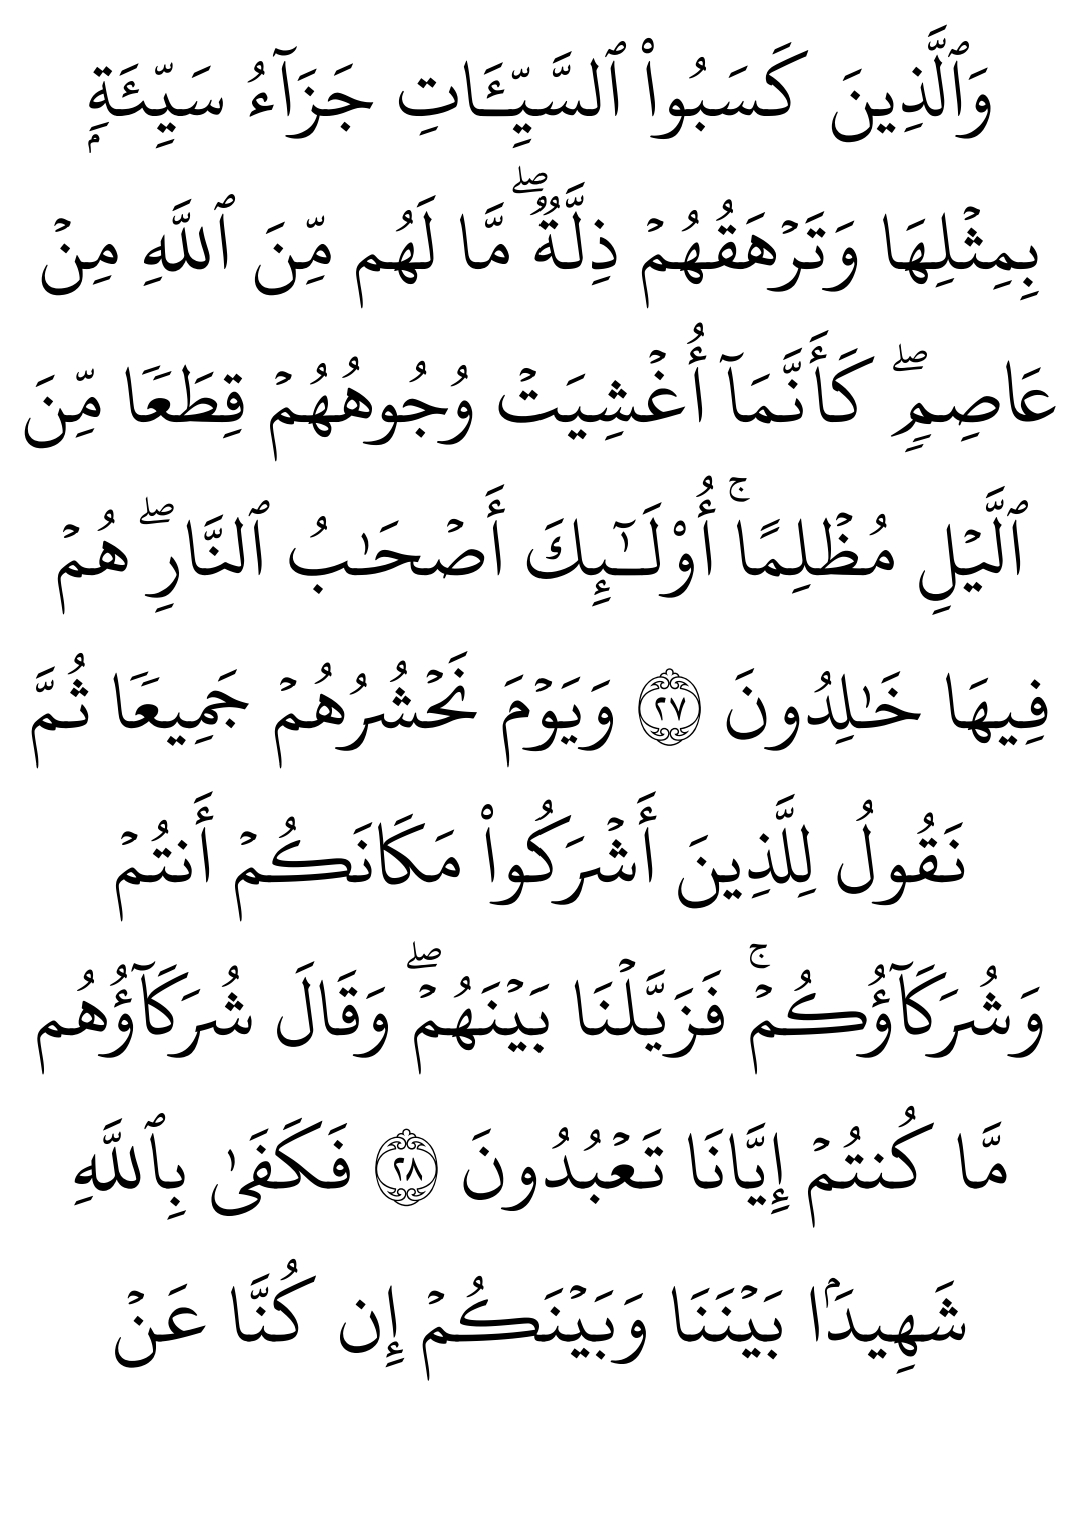 وَٱلَّذِينَ كَسَبُواْ ٱلسَّيِّـَٔاتِ جَزَآءُ سَيِّئَةِۭ
بِمِثۡلِهَا وَتَرۡهَقُهُمۡ ذِلَّةٞۖ مَّا لَهُم مِّنَ ٱللَّهِ مِنۡ
عَاصِمٖۖ كَأَنَّمَآ أُغۡشِيَتۡ وُجُوهُهُمۡ قِطَعٗا مِّنَ
ٱلَّيۡلِ مُظۡلِمًاۚ أُوْلَـٰٓئِكَ أَصۡحَٰبُ ٱلنَّارِۖ هُمۡ
فِيهَا خَٰلِدُونَ ٢٧ وَيَوۡمَ نَحۡشُرُهُمۡ جَمِيعٗا ثُمَّ
نَقُولُ لِلَّذِينَ أَشۡرَكُواْ مَكَانَكُمۡ أَنتُمۡ
وَشُرَكَآؤُكُمۡۚ فَزَيَّلۡنَا بَيۡنَهُمۡۖ وَقَالَ شُرَكَآؤُهُم
مَّا كُنتُمۡ إِيَّانَا تَعۡبُدُونَ ٢٨ فَكَفَىٰ بِٱللَّهِ
شَهِيدَۢا بَيۡنَنَا وَبَيۡنَكُمۡ إِن كُنَّا عَنۡ